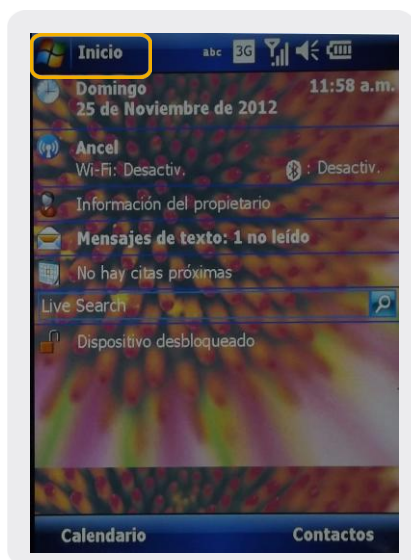 Inicio abc 3G
Domingo 11:58 a.m.
25 de Noviembre de 2012
Ancel
Wi-Fi: Desactiv. : Desactiv.
Información del propietario
Mensajes de texto: 1 no leído
No hay citas próximas
Live Search
Dispositivo desbloqueado
Calendario Contactos